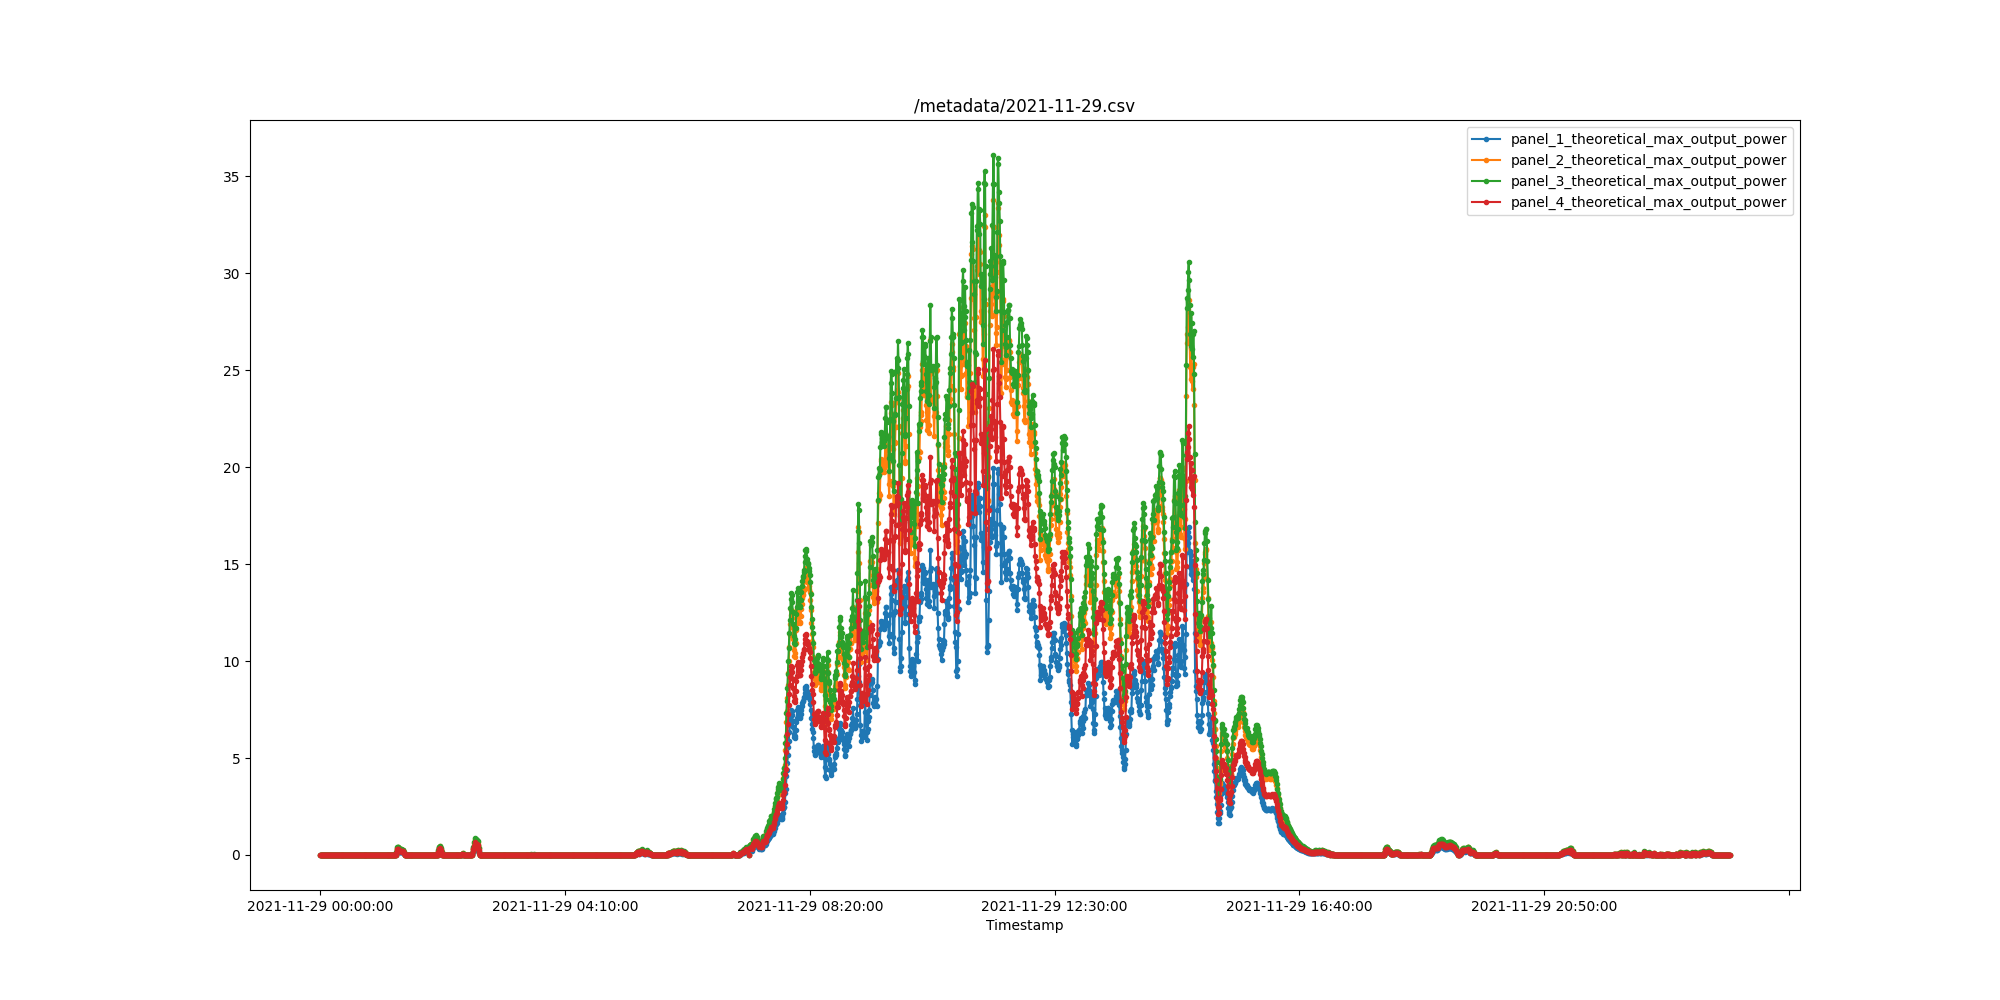 /metadata/2021-11-29.csv
panel_1_theoretical_max_output_power
panel_2_theoretical_max_output_power
panel_3_theoretical_max_output_power
panel_4_theoretical_max_output_power
35
30
25
20
15
10
5
0
2021-11-29 00:00:00 2021-11-29 04:10:00 2021-11-29 08:20:00 2021-11-29 12:30:00 2021-11-29 16:40:00 2021-11-29 20:50:00
Timestamp